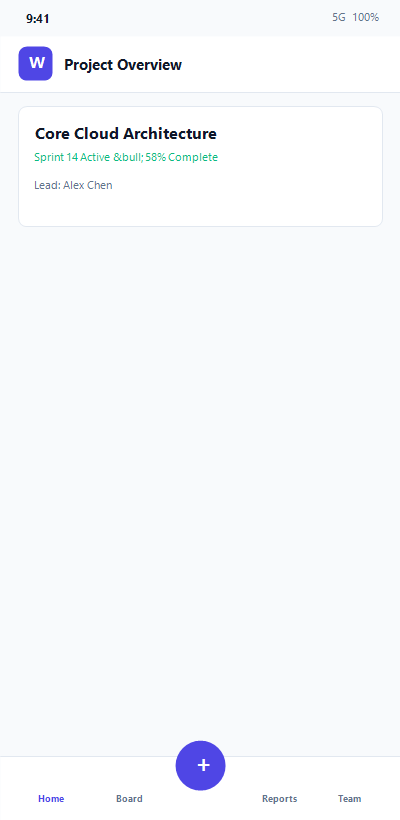 9:41
5G 100%
W
Project Overview
Core Cloud Architecture
Sprint 14 Active &bull; 58% Complete
Lead: Alex Chen
+
Home
Board
Reports
Team